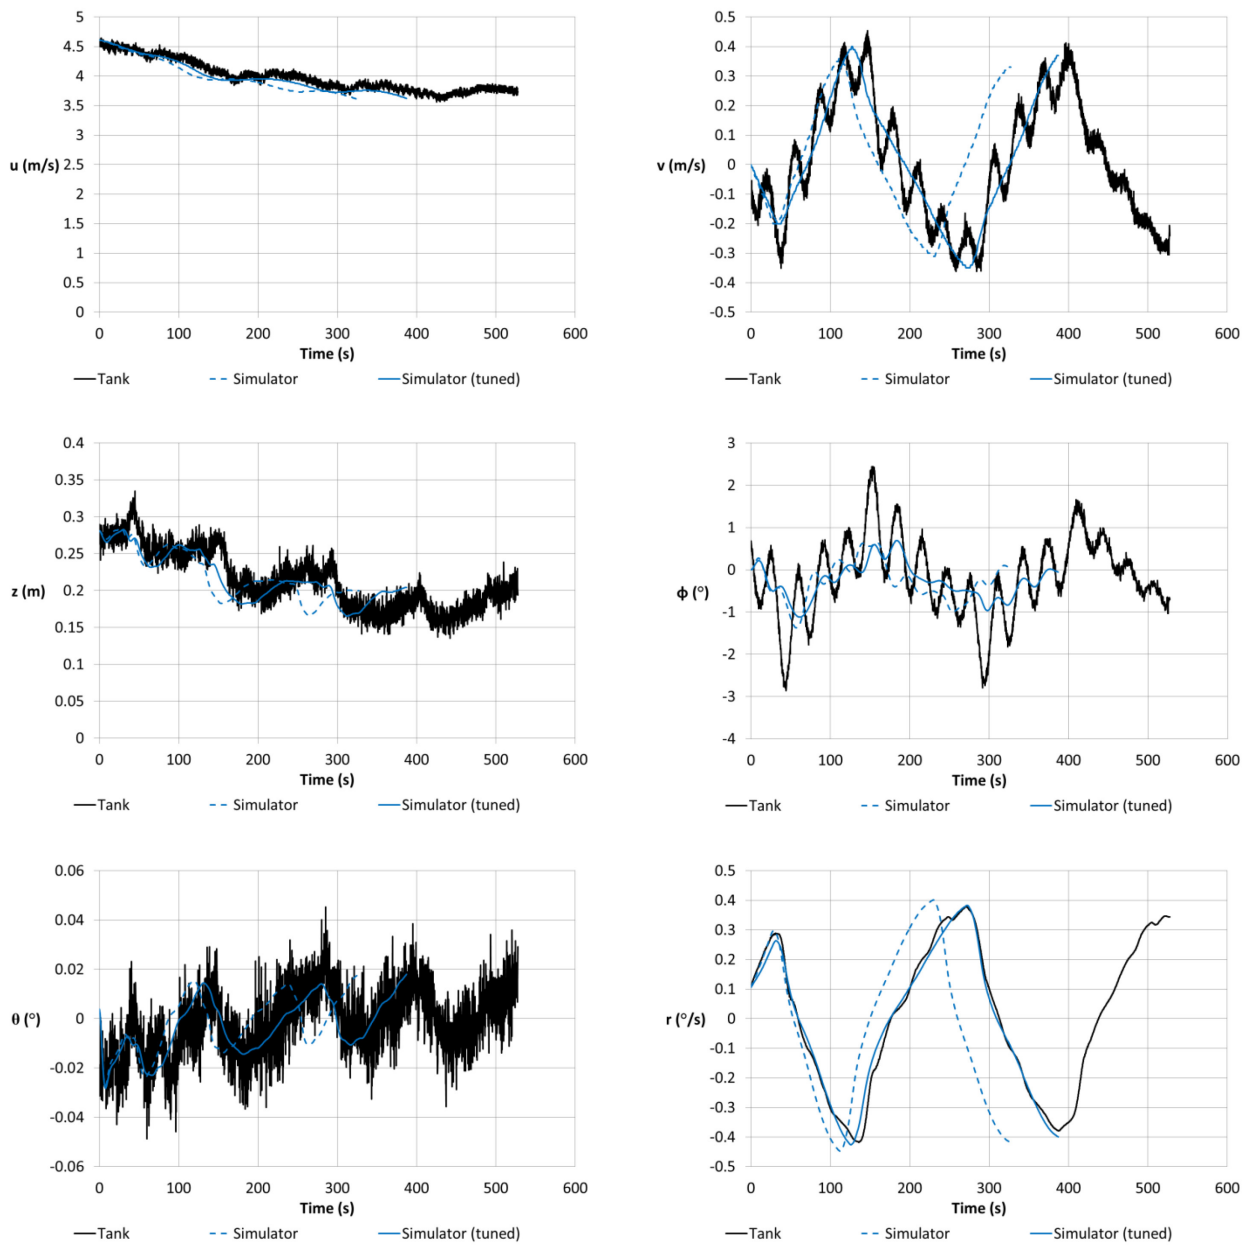 5
4.5
4
3.5
3
u (m/s) 2.5
2
1.5
1
0.5
0
0 100 200 300 400 500 600
Time (s)
Tank Simulator Simulator (tuned)
0.5
0.4
0.3
0.2
0.1
v (m/s) 0
-0.1
-0.2
-0.3
-0.4
-0.5
0 100 200 300 400 500 600
Time (s)
Tank Simulator Simulator (tuned)
0.4
0.35
0.3
0.25
z (m) 0.2
0.15
0.1
0.05
0
0 100 200 300 400 500 600
Time (s)
Tank Simulator Simulator (tuned)
3
2
1
0
ϕ (°)
-1
-2
-3
-4
0 100 200 300 400 500 600
Time (s)
Tank Simulator Simulator (tuned)
0.06
0.04
0.02
θ (°) 0
-0.02
-0.04
-0.06
0 100 200 300 400 500 600
Time (s)
Tank Simulator Simulator (tuned)
0.5
0.4
0.3
0.2
0.1
r (°/s) 0
-0.1
-0.2
-0.3
-0.4
-0.5
0 100 200 300 400 500 600
Time (s)
Tank Simulator Simulator (tuned)